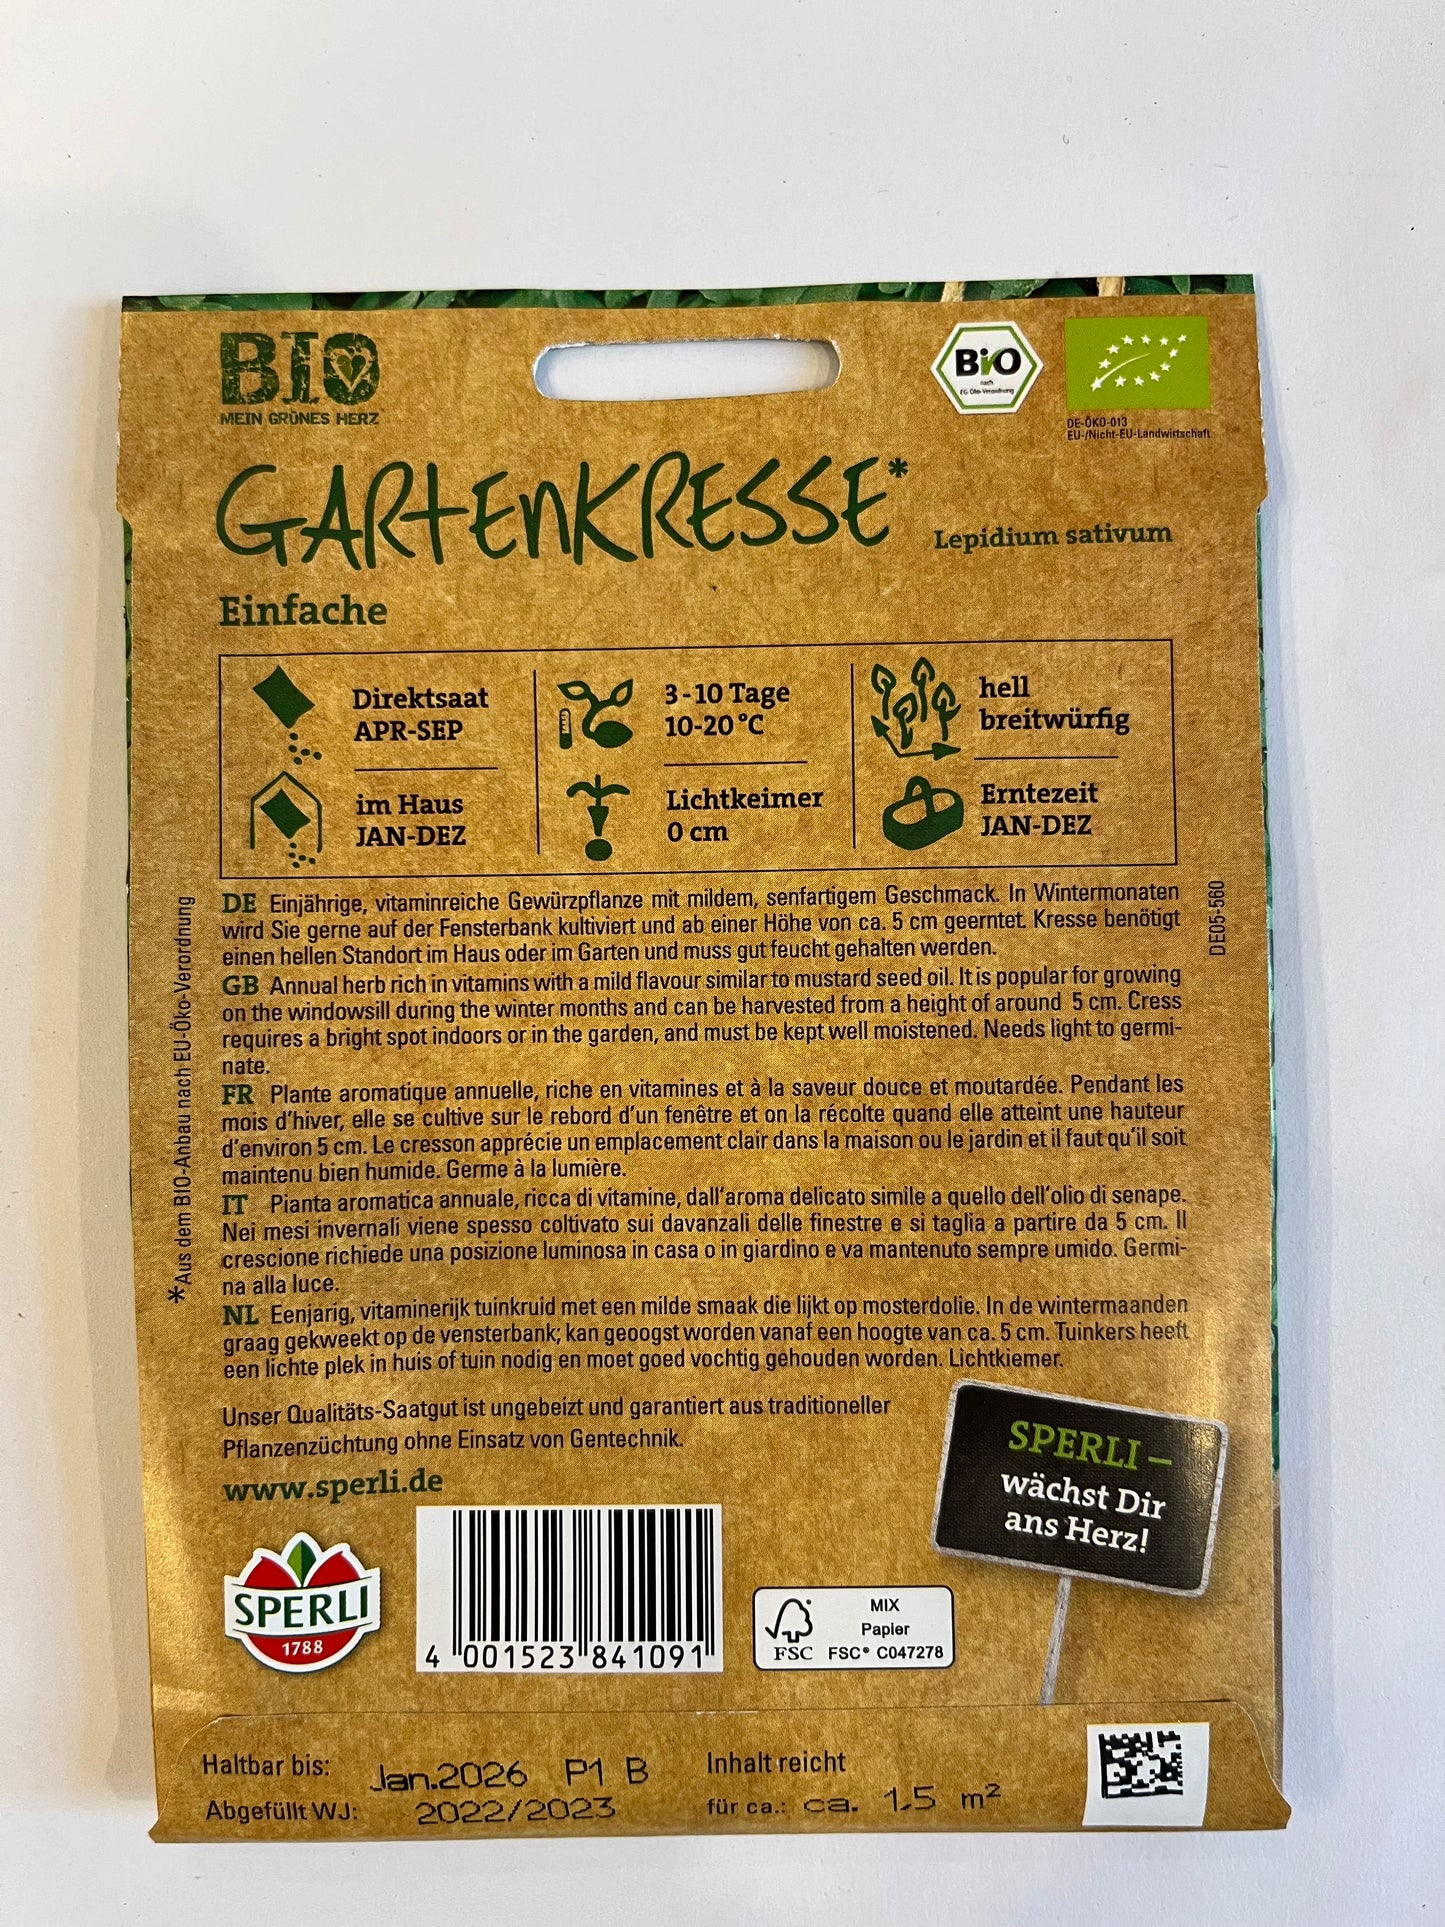 BIO
MEIN GRÜNES HERZ
BiO
nach
EG-Öko-Verordnung
DE-ÖKO-013
EU-/Nicht-EU-Landwirtschaft
GARTENKRESSE*
Lepidium sativum
Einfache
Direktsaat
APR-SEP
3-10 Tage
10-20 °C
hell
breitwürfig
im Haus
JAN-DEZ
Lichtkeimer
0 cm
Erntezeit
JAN-DEZ
DE Einjährige, vitaminreiche Gewürzpflanze mit mildem, senfartigem Geschmack. In Wintermonaten
wird Sie gerne auf der Fensterbank kultiviert und ab einer Höhe von ca. 5 cm geerntet. Kresse benötigt
einen hellen Standort im Haus oder im Garten und muss gut feucht gehalten werden.
GB Annual herb rich in vitamins with a mild flavour similar to mustard seed oil. It is popular for growing
on the windowsill during the winter months and can be harvested from a height of around 5 cm. Cress
requires a bright spot indoors or in the garden, and must be kept well moistened. Needs light to germi-
nate.
FR Plante aromatique annuelle, riche en vitamines et à la saveur douce et moutardée. Pendant les
mois d'hiver, elle se cultive sur le rebord d'un fenêtre et on la récolte quand elle atteint une hauteur
d'environ 5 cm. Le cresson apprécie un emplacement clair dans la maison ou le jardin et il faut qu'il soit
maintenu bien humide. Germe à la lumière.
IT Pianta aromatica annuale, ricca di vitamine, dall'aroma delicato simile a quello dell'olio di senape.
Nei mesi invernali viene spesso coltivato sui davanzali delle finestre e si taglia a partire da 5 cm. Il
crescione richiede una posizione luminosa in casa o in giardino e va mantenuto sempre umido. Germi-
na alla luce.
NL Eenjarig, vitaminerijk tuinkruid met een milde smaak die lijkt op mosterdolie. In de wintermaanden
graag gekweekt op de vensterbank; kan geoogst worden vanaf een hoogte van ca. 5 cm. Tuinkers heeft
een lichte plek in huis of tuin nodig en moet goed vochtig gehouden worden. Lichtkiemer.
*Aus dem BIO-Anbau nach EU-Öko-Verordnung
DE05-560
Unser Qualitäts-Saatgut ist ungebeizt und garantiert aus traditioneller
Pflanzenzüchtung ohne Einsatz von Gentechnik.
www.sperli.de
SPERLI –
wächst Dir
ans Herz!
SPERLI
1788
4 001523 841091
FSC
MIX
Papier
FSC® C047278
Haltbar bis: Jan.2026 P1 B
Abgefüllt WJ: 2022/2023
Inhalt reicht
für ca.: ca. 1,5 m²